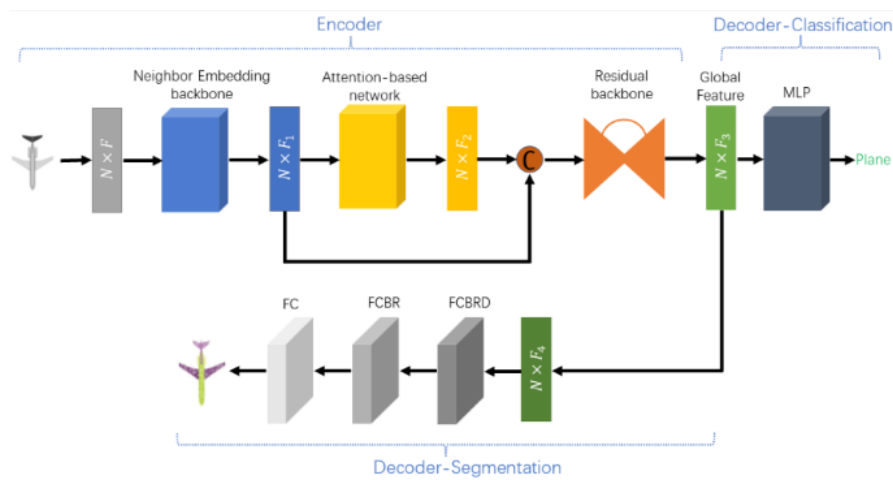 Encoder
Decoder-Classification
Neighbor Embedding
backbone
Attention-based
network
Residual
backbone
Global
Feature
MLP
N × F
N × F₁
N × F₂
C
N × F₃
Plane
FC
FCBR
FCBRD
N × F₄
Decoder-Segmentation